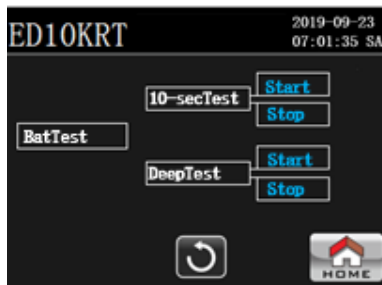 ED10KRT
2019-09-23
07:01:35 SA
BatTest
10-secTest
Start
Stop
DeepTest
Start
Stop
HOME